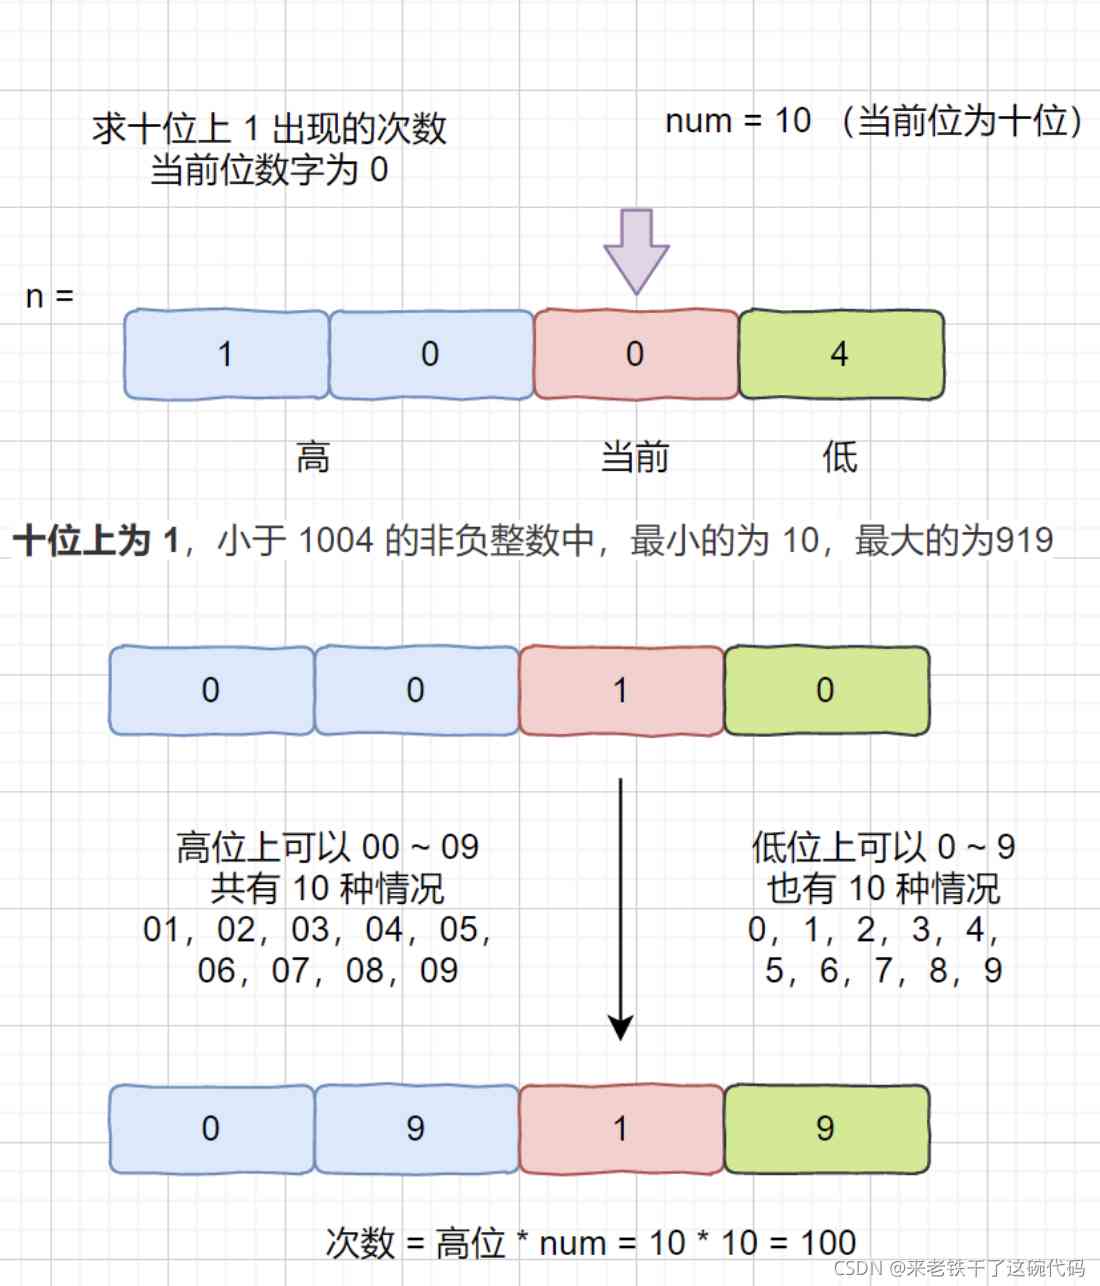 求十位上 1 出现的次数
当前位数字为 0
num = 10 （当前位为十位）
n =
1 0 0 4
高 当前 低
十位上为 1，小于 1004 的非负整数中，最小的为 10，最大的为919
0 0 1 0
高位上可以 00 ~ 09
共有 10 种情况
01，02，03，04，05，
06，07，08，09
低位上可以 0 ~ 9
也有 10 种情况
0，1，2，3，4，
5，6，7，8，9
0 9 1 9
次数 = 高位 * num = 10 * 10 = 100
CSDN @来老铁干了这碗代码